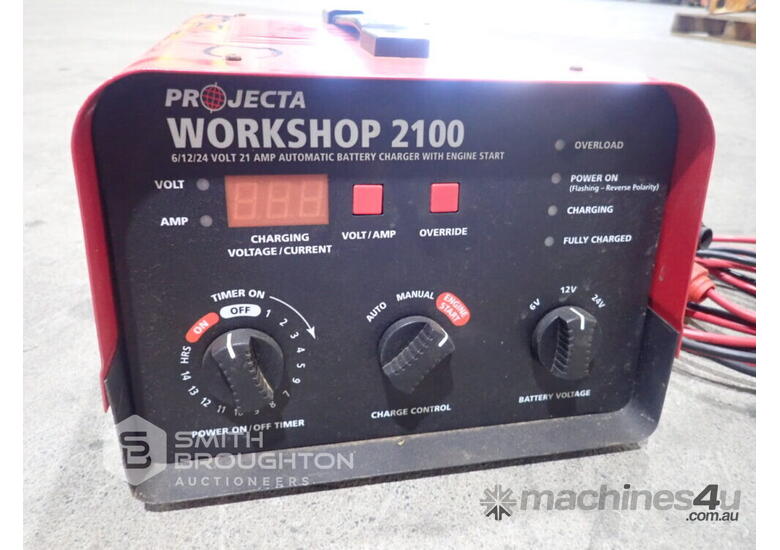 PROJECTA
WORKSHOP 2100
6/12/24 VOLT 21 AMP AUTOMATIC BATTERY CHARGER WITH ENGINE START
OVERLOAD
POWER ON
(Flashing – Reverse Polarity)
CHARGING
FULLY CHARGED
VOLT
AMP
CHARGING
VOLTAGE/CURRENT
VOLT/AMP
OVERRIDE
TIMER ON
ON
OFF
1
2
3
4
5
6
7
8
9
10
11
12
13
14
HRS
POWER ON/OFF TIMER
AUTO
MANUAL
ENGINE
START
CHARGE CONTROL
6V
12V
24V
BATTERY VOLTAGE
SMITH
BROUGHTON
AUCTIONEERS
machines4u
.com.au